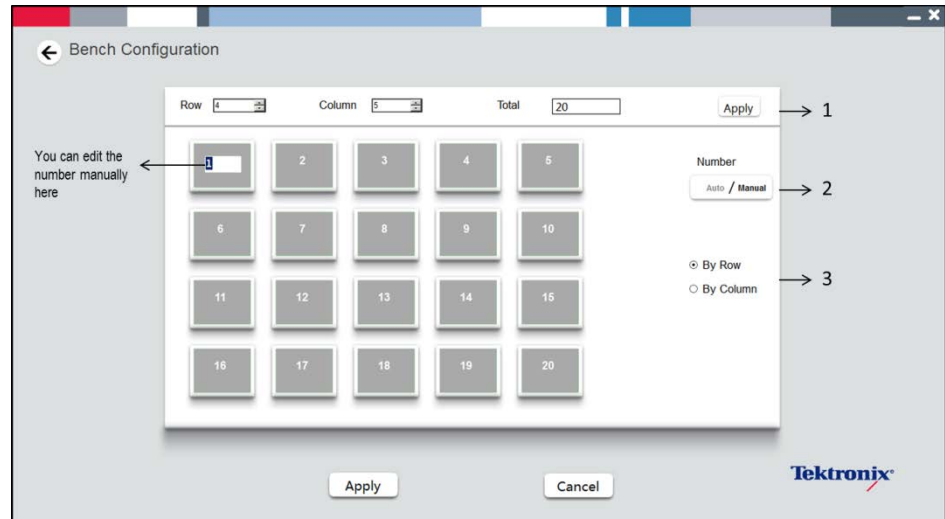 Bench Configuration
Row 4 Column 5 Total 20 Apply 1
You can edit the
number manually
here
1 2 3 4 5
Number
Auto / Manual 2
6 7 8 9 10
By Row
By Column
3
11 12 13 14 15
16 17 18 19 20
Apply Cancel
Tektronix